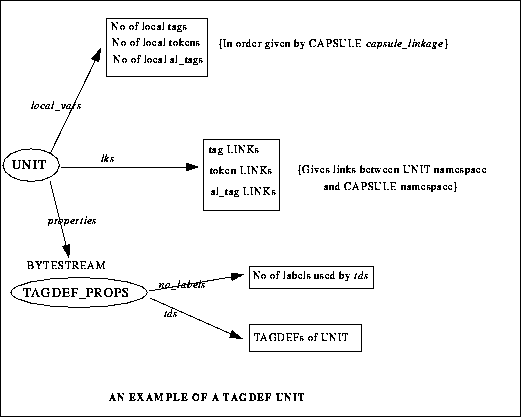 No of local tags
No of local tokens
No of local al_tags
{In order given by CAPSULE capsule_linkage}
local_vars
UNIT
lks
tag LINKs
token LINKs
al_tag LINKs
{Gives links between UNIT namespace
and CAPSULE namespace}
properties
BYTESTREAM
TAGDEF_PROPS
no_labels
No of labels used by tds
tds
TAGDEFs of UNIT
AN EXAMPLE OF A TAGDEF UNIT